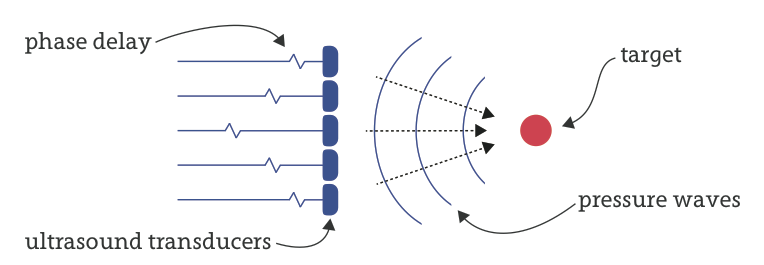 phase delay
target
pressure waves
ultrasound transducers